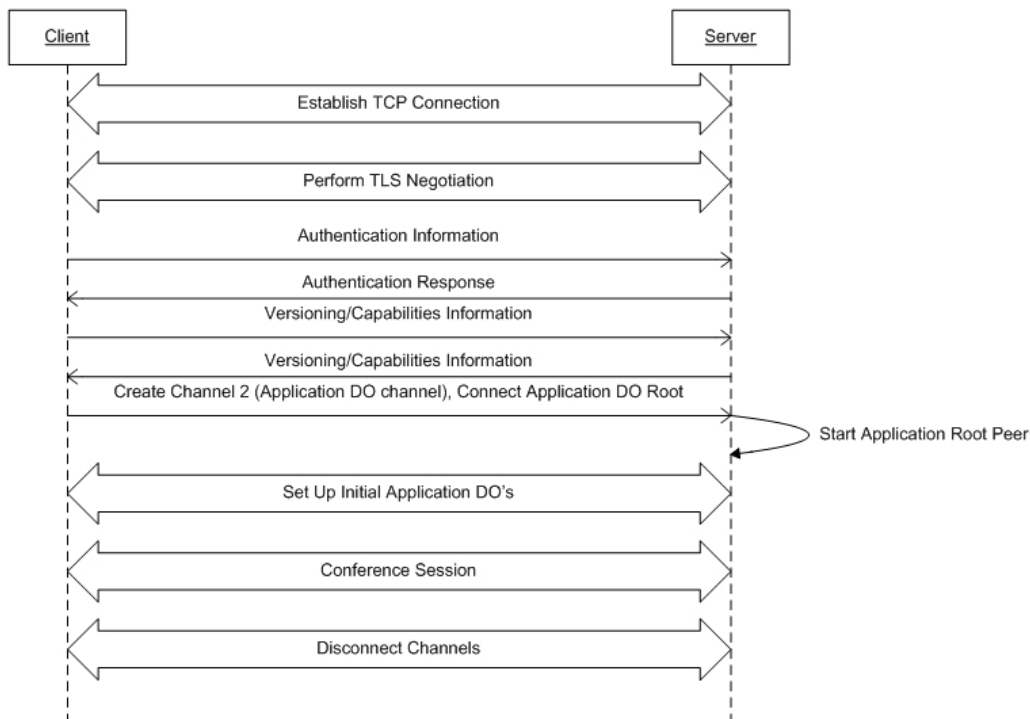 Client
Server
Establish TCP Connection
Perform TLS Negotiation
Authentication Information
Authentication Response
Versioning/Capabilities Information
Versioning/Capabilities Information
Create Channel 2 (Application DO channel), Connect Application DO Root
Start Application Root Peer
Set Up Initial Application DO's
Conference Session
Disconnect Channels